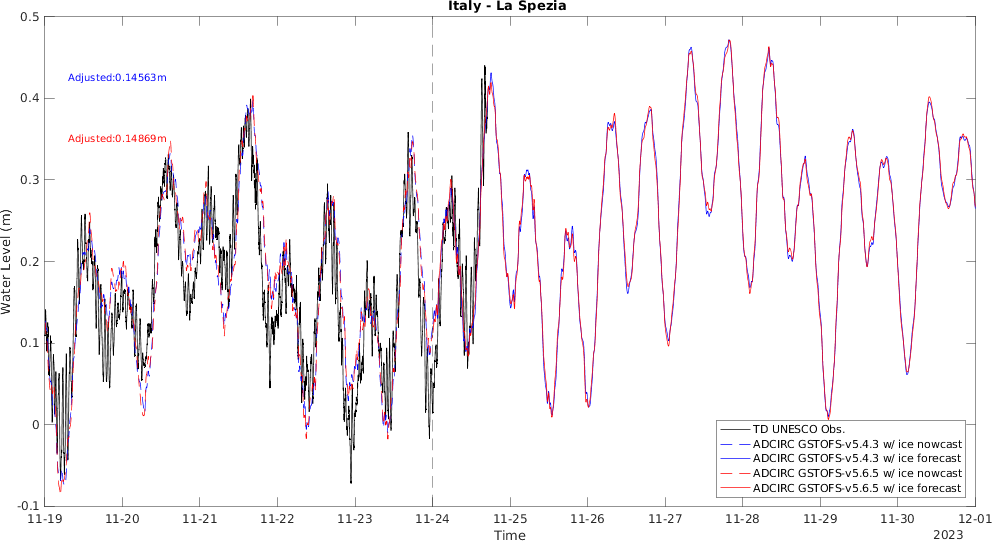 Italy - La Spezia
0.5
0.4
0.3
0.2
0.1
0
-0.1
Water Level (m)
Adjusted:0.14563m
Adjusted:0.14869m
TD UNESCO Obs.
ADCIRC GSTOFS-v5.4.3 w/ ice nowcast
ADCIRC GSTOFS-v5.4.3 w/ ice forecast
ADCIRC GSTOFS-v5.6.5 w/ ice nowcast
ADCIRC GSTOFS-v5.6.5 w/ ice forecast
11-19 11-20 11-21 11-22 11-23 11-24 11-25 11-26 11-27 11-28 11-29 11-30 12-01
Time
2023